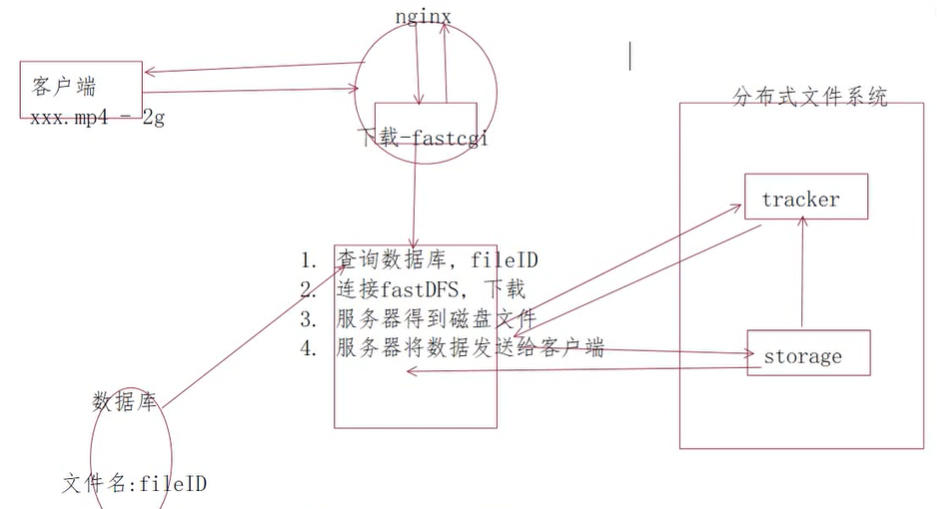 nginx
客户端
xxx.mp4 - 2g
下载-fastcgi
分布式文件系统
tracker
1. 查询数据库, fileID
2. 连接fastDFS, 下载
3. 服务器得到磁盘文件
4. 服务器将数据发送给客户端
storage
数据库
文件名:fileID